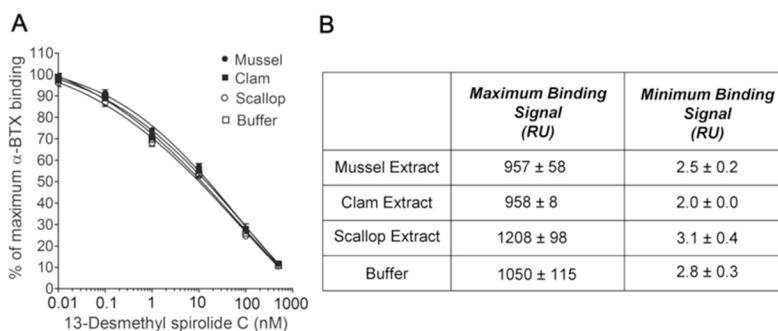 A
% of maximum α-BTX binding
110
100
90
80
70
60
50
40
30
20
10
0
0.01 0.1 1 10 100 1000
13-Desmethyl spirolide C (nM)
Mussel
Clam
Scallop
Buffer
B
Maximum Binding Signal (RU) Minimum Binding Signal (RU)
Mussel Extract 957 ± 58 2.5 ± 0.2
Clam Extract 958 ± 8 2.0 ± 0.0
Scallop Extract 1208 ± 98 3.1 ± 0.4
Buffer 1050 ± 115 2.8 ± 0.3